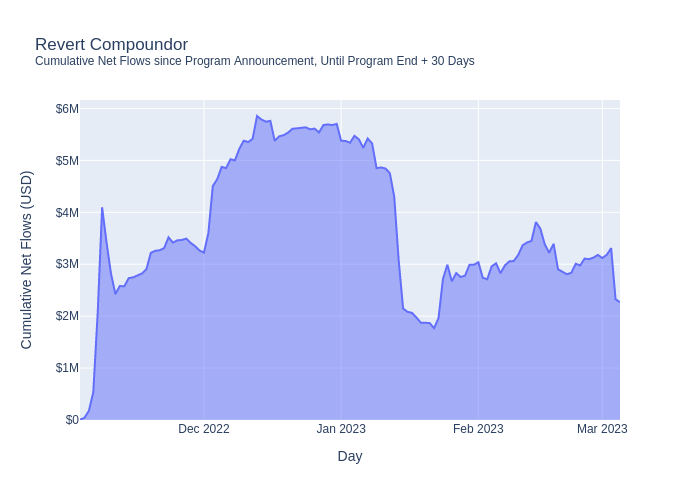 Revert Compoundor
Cumulative Net Flows since Program Announcement, Until Program End + 30 Days
Cumulative Net Flows (USD)
$6M
$5M
$4M
$3M
$2M
$1M
$0
Dec 2022
Jan 2023
Feb 2023
Mar 2023
Day